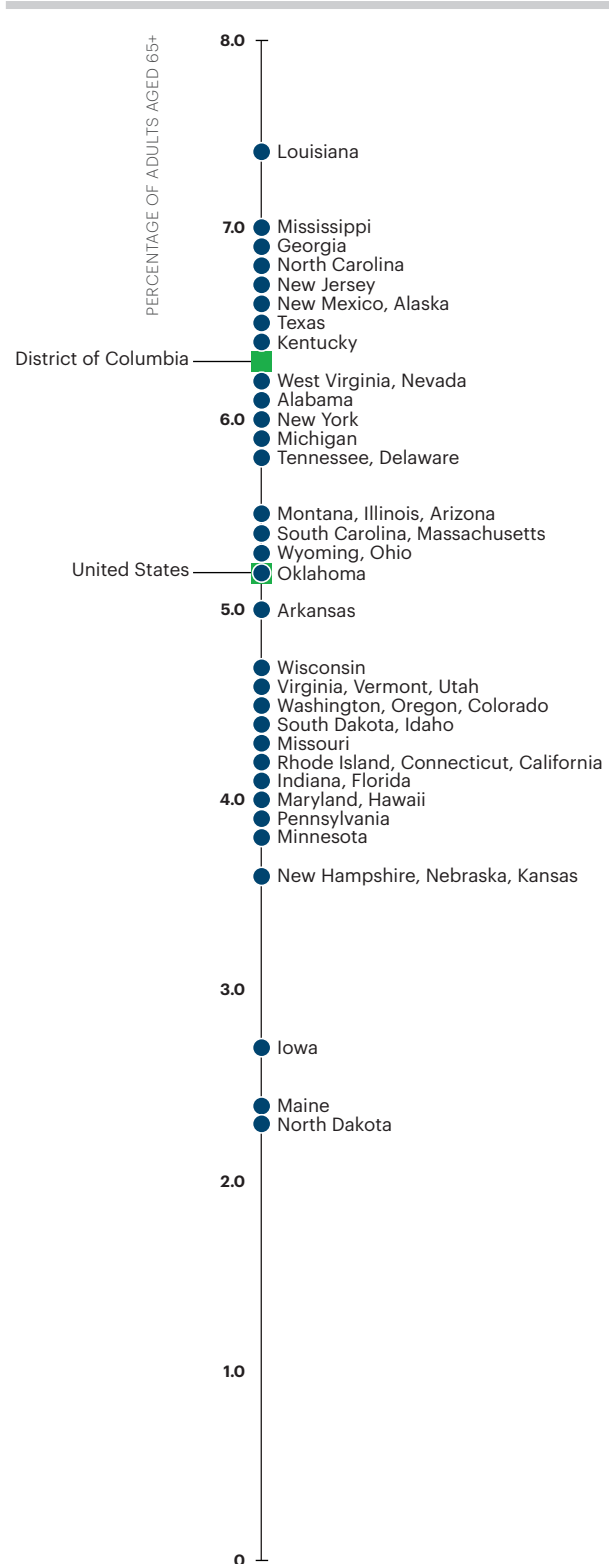 PERCENTAGE OF ADULTS AGED 65+
8.0
Louisiana
7.0
Mississippi
Georgia
North Carolina
New Jersey
New Mexico, Alaska
Texas
Kentucky
District of Columbia
West Virginia, Nevada
Alabama
6.0
New York
Michigan
Tennessee, Delaware
Montana, Illinois, Arizona
South Carolina, Massachusetts
Wyoming, Ohio
United States
Oklahoma
5.0
Arkansas
Wisconsin
Virginia, Vermont, Utah
Washington, Oregon, Colorado
South Dakota, Idaho
Missouri
Rhode Island, Connecticut, California
Indiana, Florida
4.0
Maryland, Hawaii
Pennsylvania
Minnesota
New Hampshire, Nebraska, Kansas
3.0
Iowa
Maine
North Dakota
2.0
1.0
0